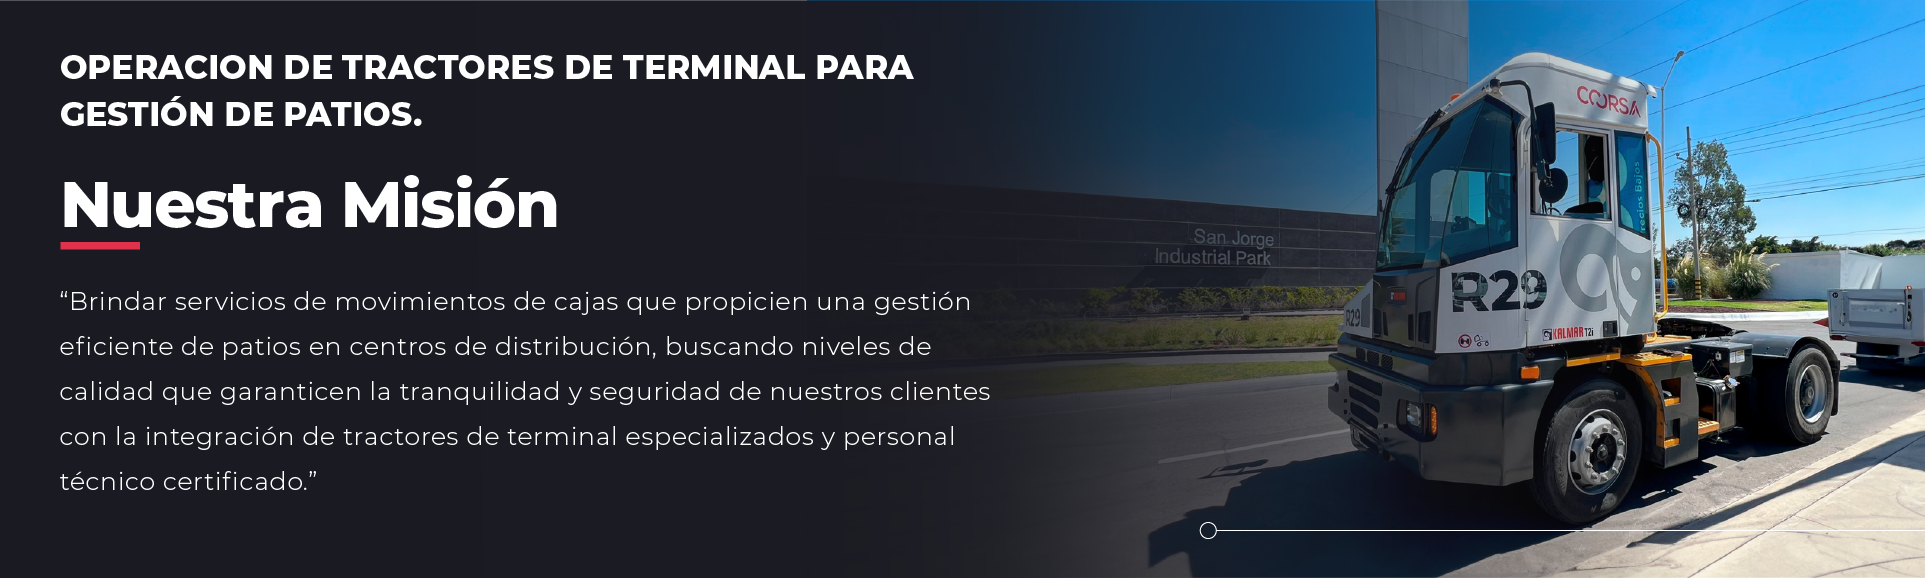 OPERACION DE TRACTORES DE TERMINAL PARA
GESTIÓN DE PATIOS.
Nuestra Misión
“Brindar servicios de movimientos de cajas que propicien una gestión
eficiente de patios en centros de distribución, buscando niveles de
calidad que garanticen la tranquilidad y seguridad de nuestros clientes
con la integración de tractores de terminal especializados y personal
técnico certificado.”
San Jorge
Industrial Park
COORSA
R29
R29
KALMAR T2i